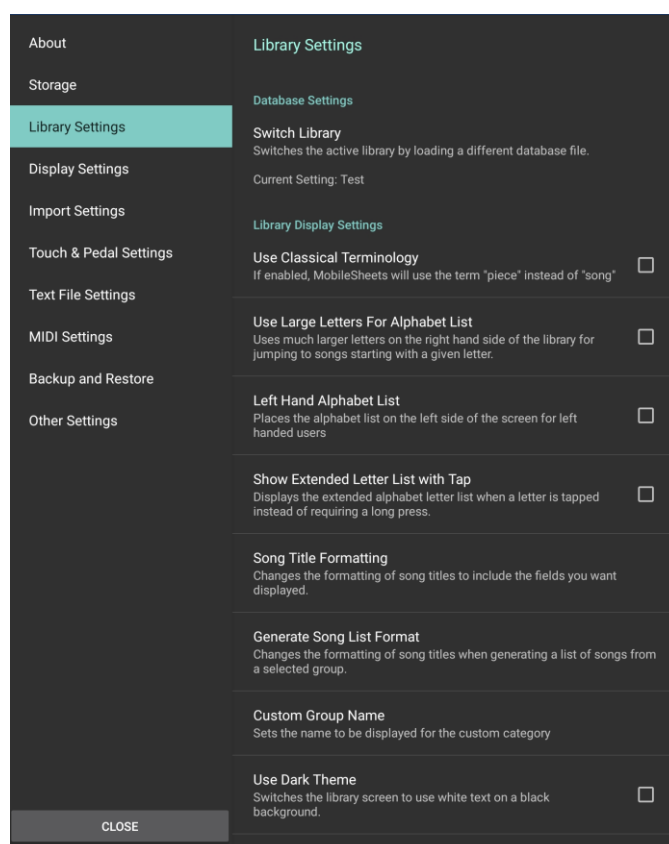 About
Storage
Library Settings
Display Settings
Import Settings
Touch & Pedal Settings
Text File Settings
MIDI Settings
Backup and Restore
Other Settings
CLOSE
Library Settings
Database Settings
Switch Library
Switches the active library by loading a different database file.
Current Setting: Test
Library Display Settings
Use Classical Terminology
If enabled, MobileSheets will use the term "piece" instead of "song"
Use Large Letters For Alphabet List
Uses much larger letters on the right hand side of the library for
jumping to songs starting with a given letter.
Left Hand Alphabet List
Places the alphabet list on the left side of the screen for left
handed users
Show Extended Letter List with Tap
Displays the extended alphabet letter list when a letter is tapped
instead of requiring a long press.
Song Title Formatting
Changes the formatting of song titles to include the fields you want
displayed.
Generate Song List Format
Changes the formatting of song titles when generating a list of songs from
a selected group.
Custom Group Name
Sets the name to be displayed for the custom category
Use Dark Theme
Switches the library screen to use white text on a black
background.